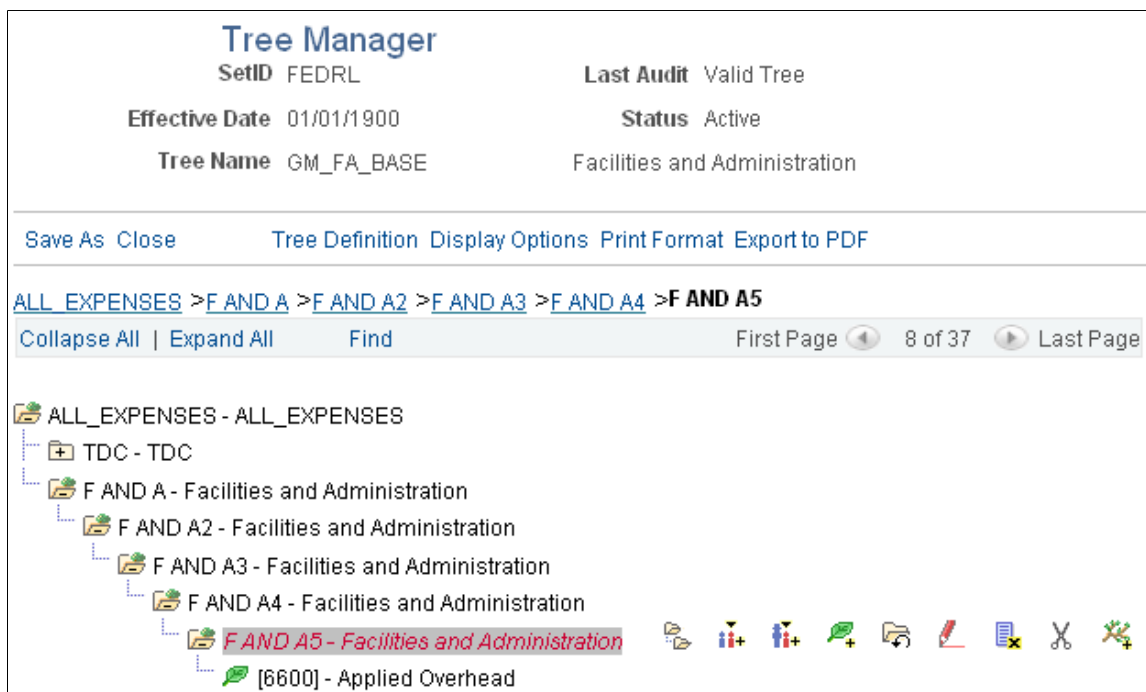 Tree Manager
SetID FEDRL Last Audit Valid Tree
Effective Date 01/01/1900 Status Active
Tree Name GM_FA_BASE Facilities and Administration
Save As Close Tree Definition Display Options Print Format Export to PDF
ALL_EXPENSES >F AND A >F AND A2 >F AND A3 >F AND A4 >F AND A5
Collapse All | Expand All Find First Page 8 of 37 Last Page
ALL_EXPENSES - ALL_EXPENSES
TDC - TDC
F AND A - Facilities and Administration
F AND A2 - Facilities and Administration
F AND A3 - Facilities and Administration
F AND A4 - Facilities and Administration
F AND A5 - Facilities and Administration
[6600] - Applied Overhead